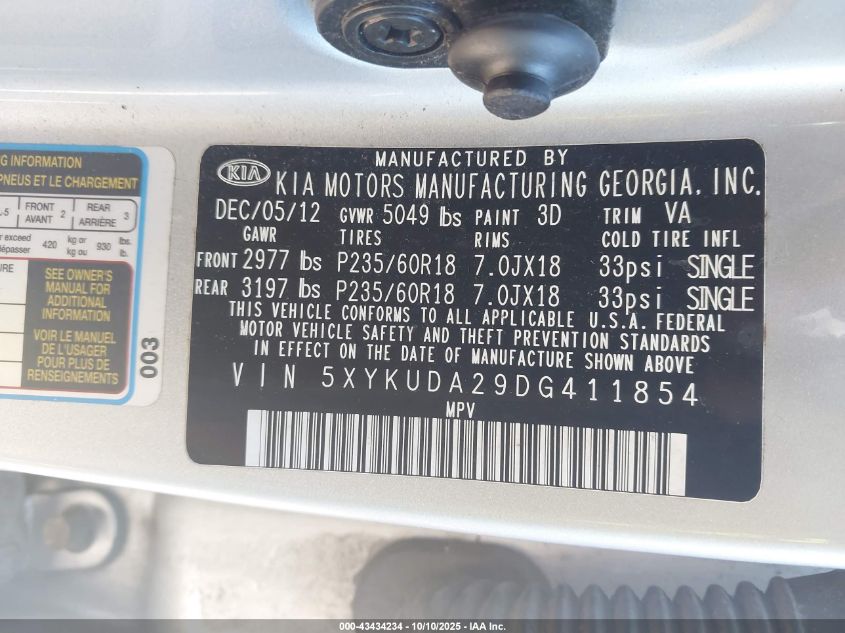 NG INFORMATION
PNEUS ET LE CHARGEMENT
-5 FRONT AVANT 2 REAR ARRIÈRE 3
exceed 420 kg or 930 lbs.
dépasser kg ou lb.
URE
SEE OWNER'S
MANUAL FOR
ADDITIONAL
INFORMATION
VOIR LE MANUEL
DE L'USAGER
POUR PLUS DE
RENSEIGNEMENTS
003
MANUFACTURED BY
KIA KIA MOTORS MANUFACTURING GEORGIA, INC.
DEC/05/12 GVWR 5049 lbs PAINT 3D TRIM VA
GAWR TIRES RIMS COLD TIRE INFL
FRONT 2977 lbs P235/60R18 7.0JX18 33psi SINGLE
REAR 3197 lbs P235/60R18 7.0JX18 33psi SINGLE
THIS VEHICLE CONFORMS TO ALL APPLICABLE U.S.A. FEDERAL
MOTOR VEHICLE SAFETY AND THEFT PREVENTION STANDARDS
IN EFFECT ON THE DATE OF MANUFACTURE SHOWN ABOVE
VIN 5XYKUDA29DG411854
MPV
000-43434234 - 10/10/2025 - IAA Inc.